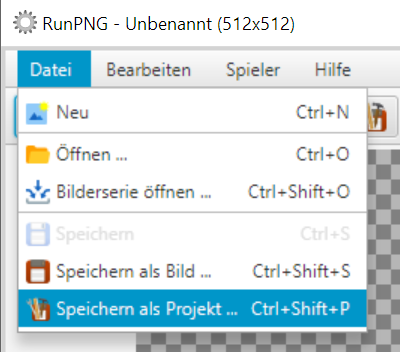 RunPNG - Unbenannt (512x512)
Datei Bearbeiten Spieler Hilfe
Neu Ctrl+N
Öffnen ... Ctrl+O
Bilderserie öffnen ... Ctrl+Shift+O
Speichern Ctrl+S
Speichern als Bild ... Ctrl+Shift+S
Speichern als Projekt ... Ctrl+Shift+P